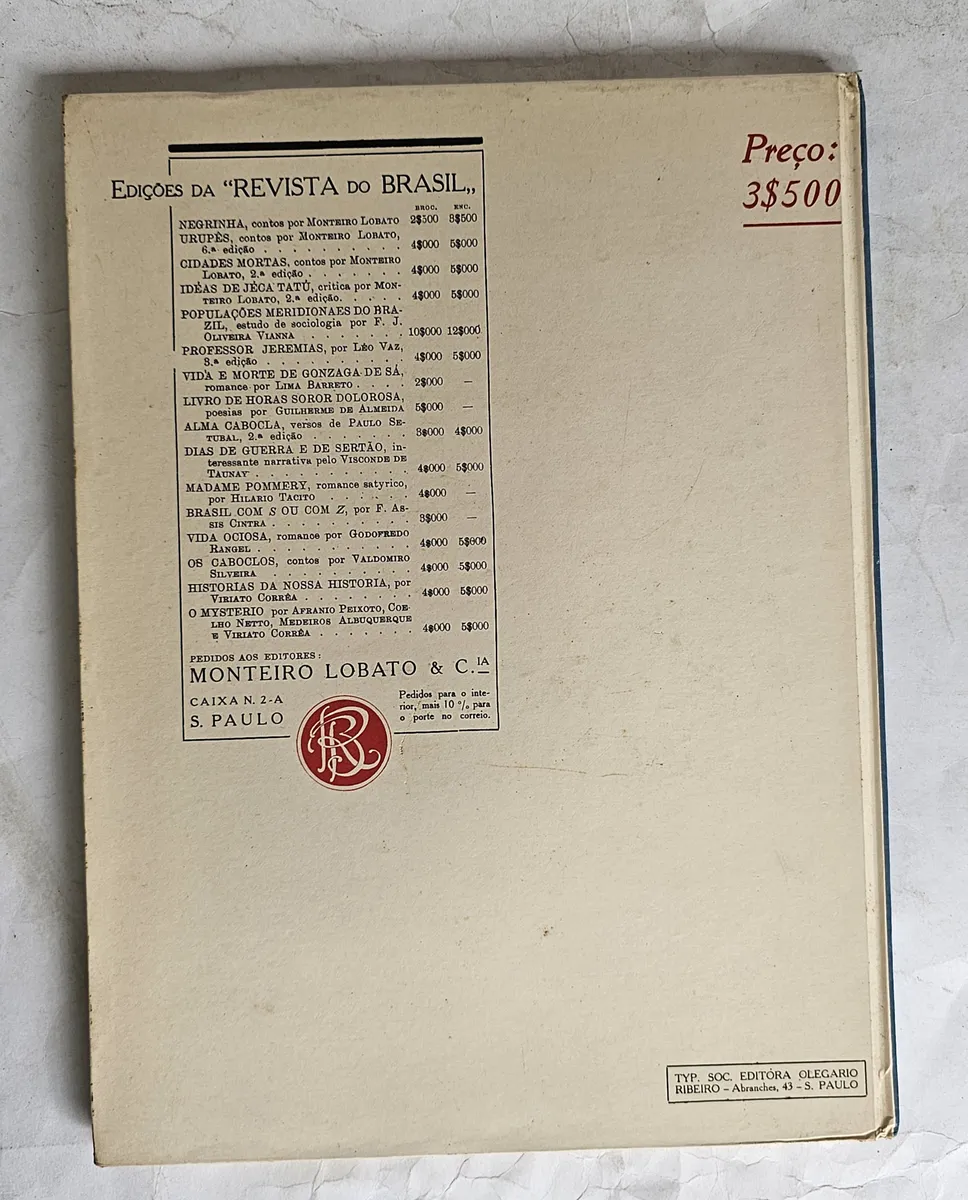 Preço:
3$500
EDIÇÕES DA “REVISTA DO BRASIL„
BROC. ENC.
NEGRINHA, contos por MONTEIRO LOBATO 2$500 3$500
URUPÊS, contos por MONTEIRO LOBATO,
6.ª edição . . . . . . . . . . 4$000 5$000
CIDADES MORTAS, contos por MONTEIRO
LOBATO, 2.ª edição . . . . . . . 4$000 5$000
IDÉAS DE JÉCA TATÚ, critica por MON-
TEIRO LOBATO, 2.ª edição. . . . . 4$000 5$000
POPULAÇÕES MERIDIONAES DO BRA-
ZIL, estudo de sociologia por F. J.
OLIVEIRA VIANNA . . . . . . . 10$000 12$000
PROFESSOR JEREMIAS, por LÉO VAZ,
3.ª edição . . . . . . . . . . 4$000 5$000
VIDA E MORTE DE GONZAGA DE SÁ,
romance por LIMA BARRETO . . . . 2$000 —
LIVRO DE HORAS SOROR DOLOROSA,
poesias por GUILHERME DE ALMEIDA 5$000 —
ALMA CABOCLA, versos de PAULO SE-
TUBAL, 2.ª edição . . . . . . . 3$000 4$000
DIAS DE GUERRA E DE SERTÃO, in-
teressante narrativa pelo VISCONDE DE
TAUNAY . . . . . . . . . . . 4$000 5$000
MADAME POMMERY, romance satyrico,
por HILARIO TACITO . . . . . . 4$000 —
BRASIL COM S OU COM Z, por F. AS-
SIS CINTRA . . . . . . . . . . 3$000 —
VIDA OCIOSA, romance por GODOFREDO
RANGEL . . . . . . . . . . . 4$000 5$000
OS CABOCLOS, contos por VALDOMIRO
SILVEIRA . . . . . . . . . . 4$000 5$000
HISTORIAS DA NOSSA HISTORIA, por
VIRIATO CORRÊA . . . . . . . . 4$000 5$000
O MYSTERIO por AFRANIO PEIXOTO, COE-
LHO NETTO, MEDEIROS ALBUQUERQUE
E VIRIATO CORRÊA . . . . . . . 4$000 5$000
PEDIDOS AOS EDITORES:
MONTEIRO LOBATO & C.IA
CAIXA N. 2-A
S. PAULO
Pedidos para o inte-
rior, mais 10 % para
o porte no correio.
RB
TYP. SOC. EDITÓRA OLEGARIO
RIBEIRO – Abranches, 43 – S. PAULO